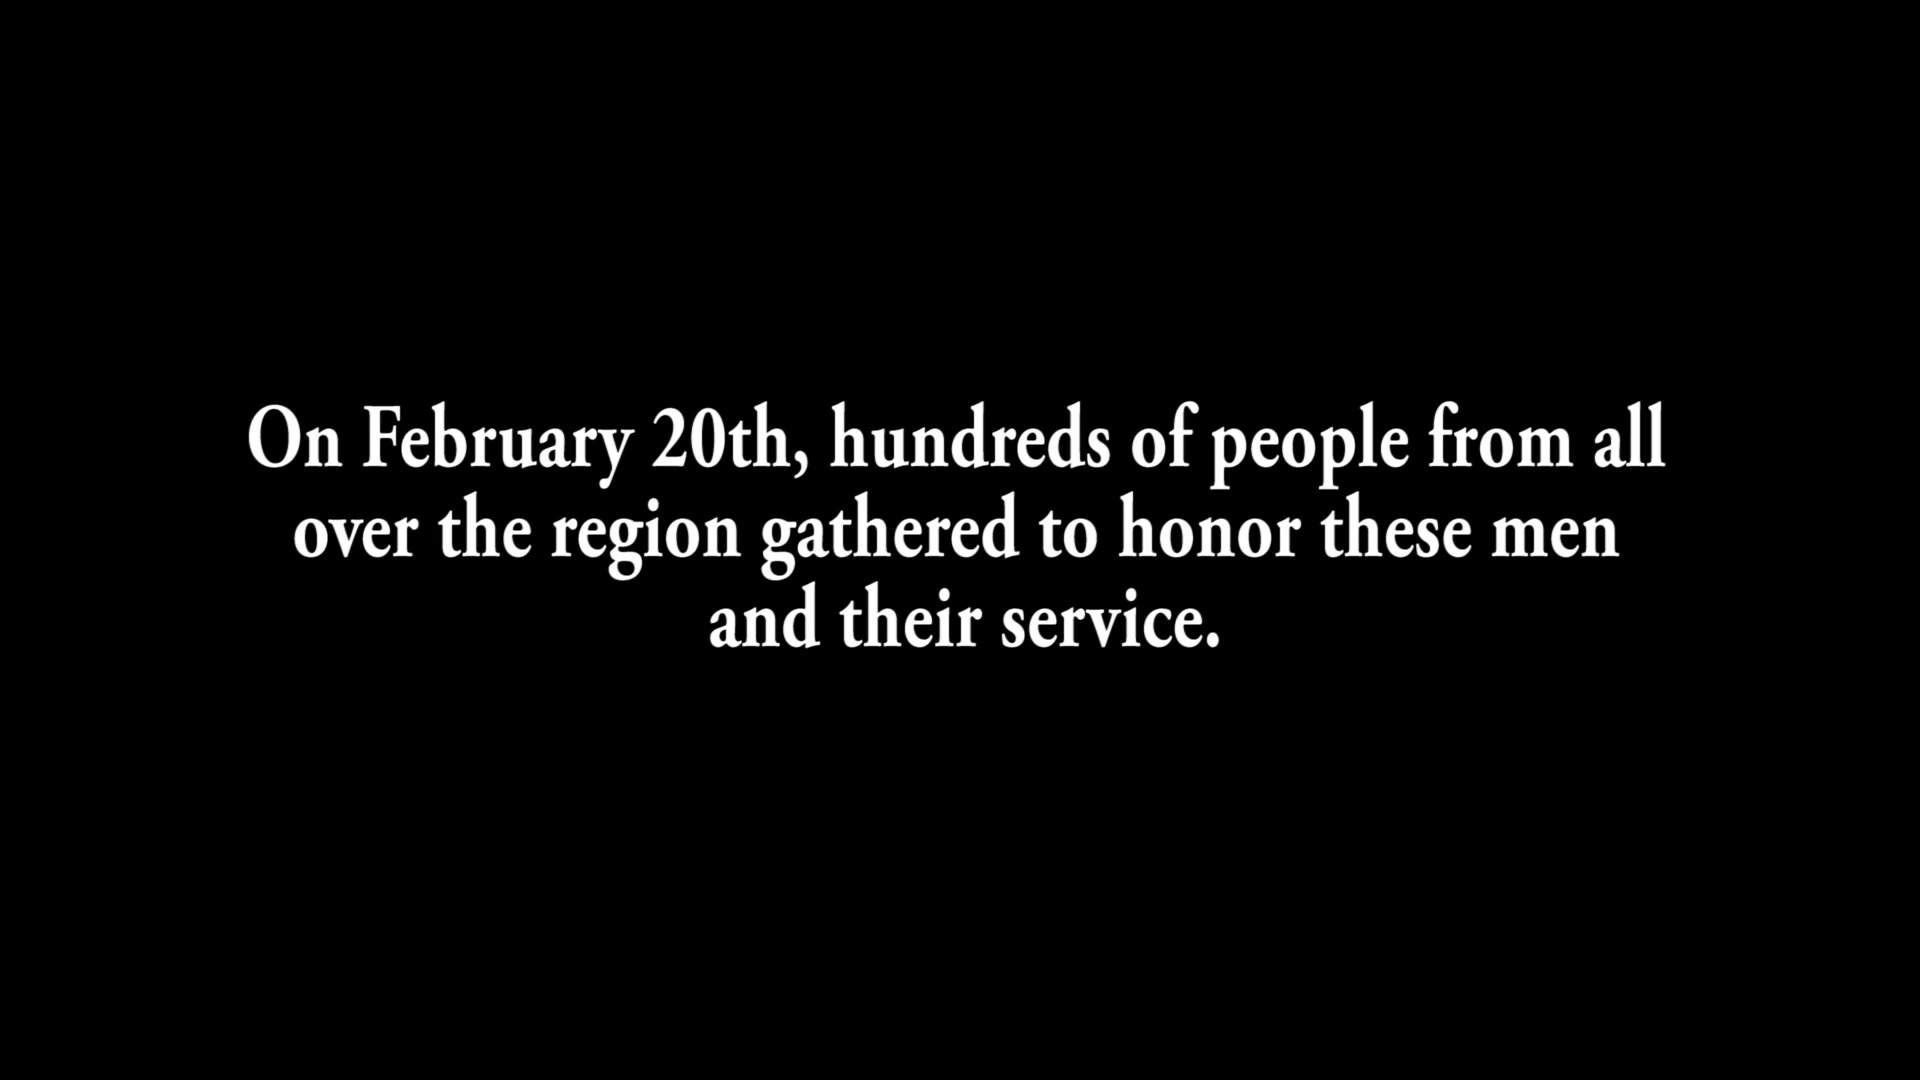 On February 20th, hundreds of people from all
over the region gathered to honor these men
and their service.